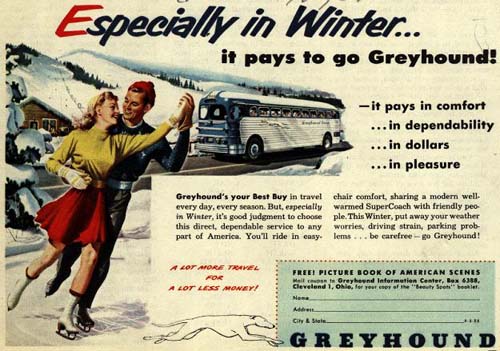 Especially in Winter...
it pays to go Greyhound!
—it pays in comfort
...in dependability
...in dollars
...in pleasure
Greyhound's your Best Buy in travel
every day, every season. But, especially
in Winter, it's good judgment to choose
this direct, dependable service to any
part of America. You'll ride in easy-
chair comfort, sharing a modern well-
warmed SuperCoach with friendly peo-
ple. This Winter, put away your weather
worries, driving strain, parking prob-
lems . . . be carefree—go Greyhound!
A LOT MORE TRAVEL
FOR
A LOT LESS MONEY!
FREE! PICTURE BOOK OF AMERICAN SCENES
Mail coupon to Greyhound Information Center, Box 6388,
Cleveland 1, Ohio, for your copy of the "Beauty Spots" booklet.
Name
Address
City & State
GREYHOUND